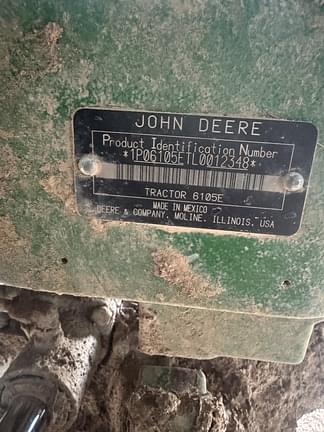 JOHN DEERE
Product Identification Number
*1P06105ETL0012348*
TRACTOR 6105E
MADE IN MEXICO
DEERE & COMPANY. MOLINE. ILLINOIS. USA